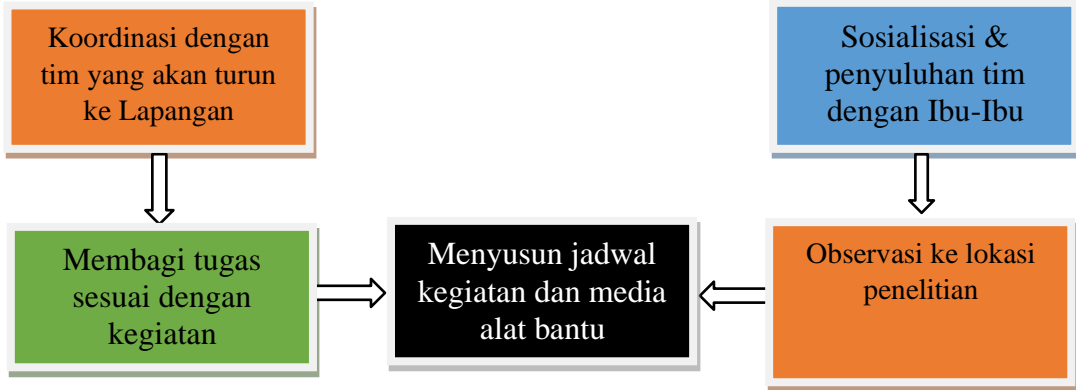 Koordinasi dengan
tim yang akan turun
ke Lapangan
Sosialisasi &
penyuluhan tim
dengan Ibu-Ibu
Membagi tugas
sesuai dengan
kegiatan
Menyusun jadwal
kegiatan dan media
alat bantu
Observasi ke lokasi
penelitian